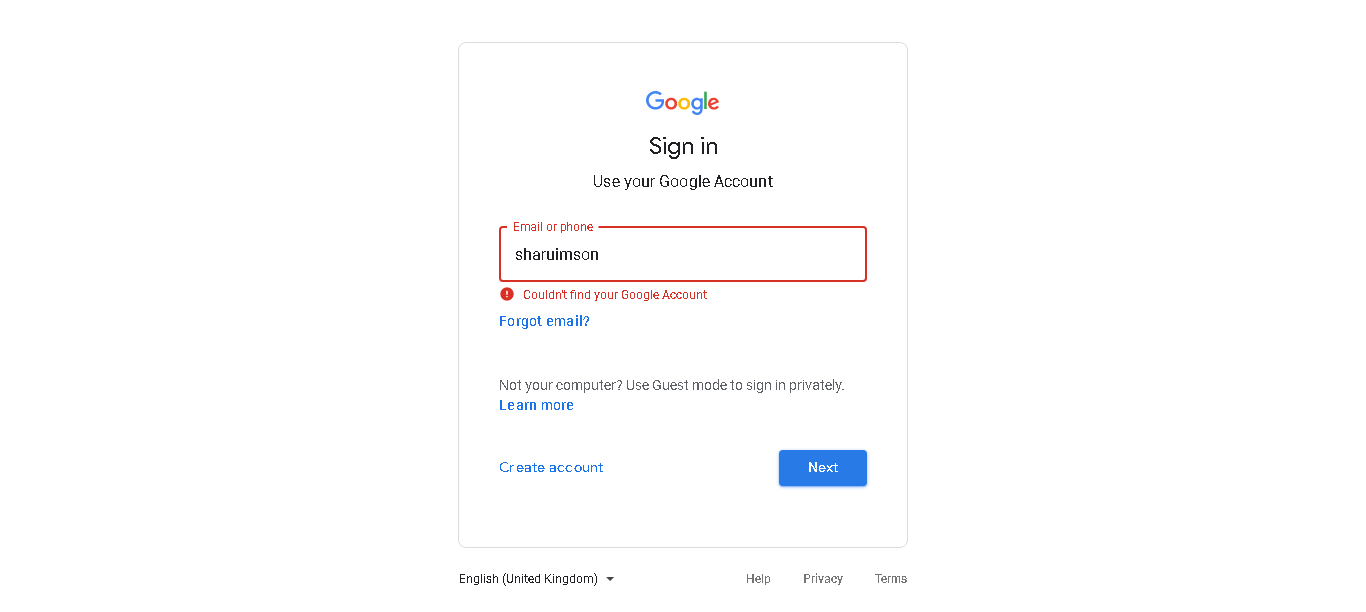 Google
Sign in
Use your Google Account
Email or phone
sharuimson
Couldn't find your Google Account
Forgot email?
Not your computer? Use Guest mode to sign in privately.
Learn more
Create account
Next
English (United Kingdom)
Help Privacy Terms